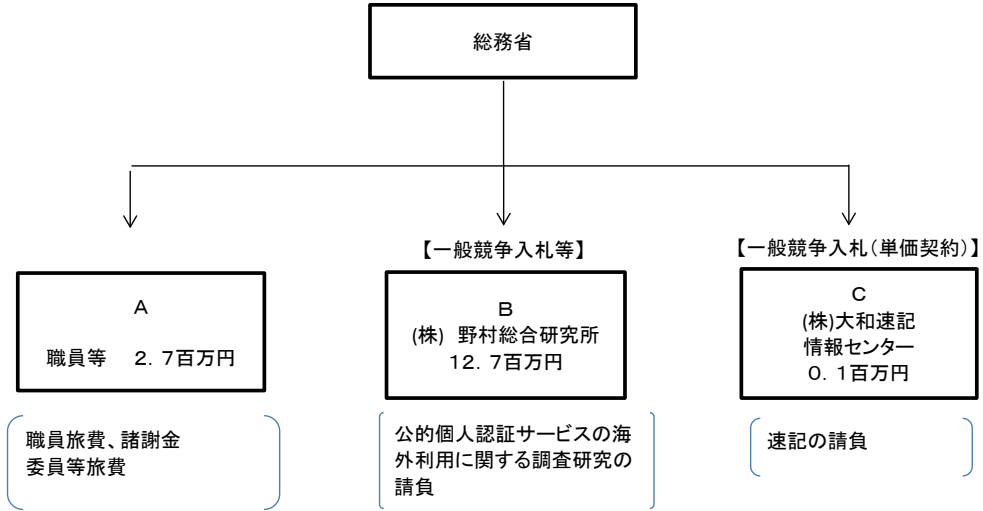 総務省
A
職員等　2．7百万円
職員旅費、諸謝金
委員等旅費
【一般競争入札等】
B
(株) 野村総合研究所
12．7百万円
公的個人認証サービスの海
外利用に関する調査研究の
請負
【一般競争入札（単価契約）】
C
(株)大和速記
情報センター
0．1百万円
速記の請負